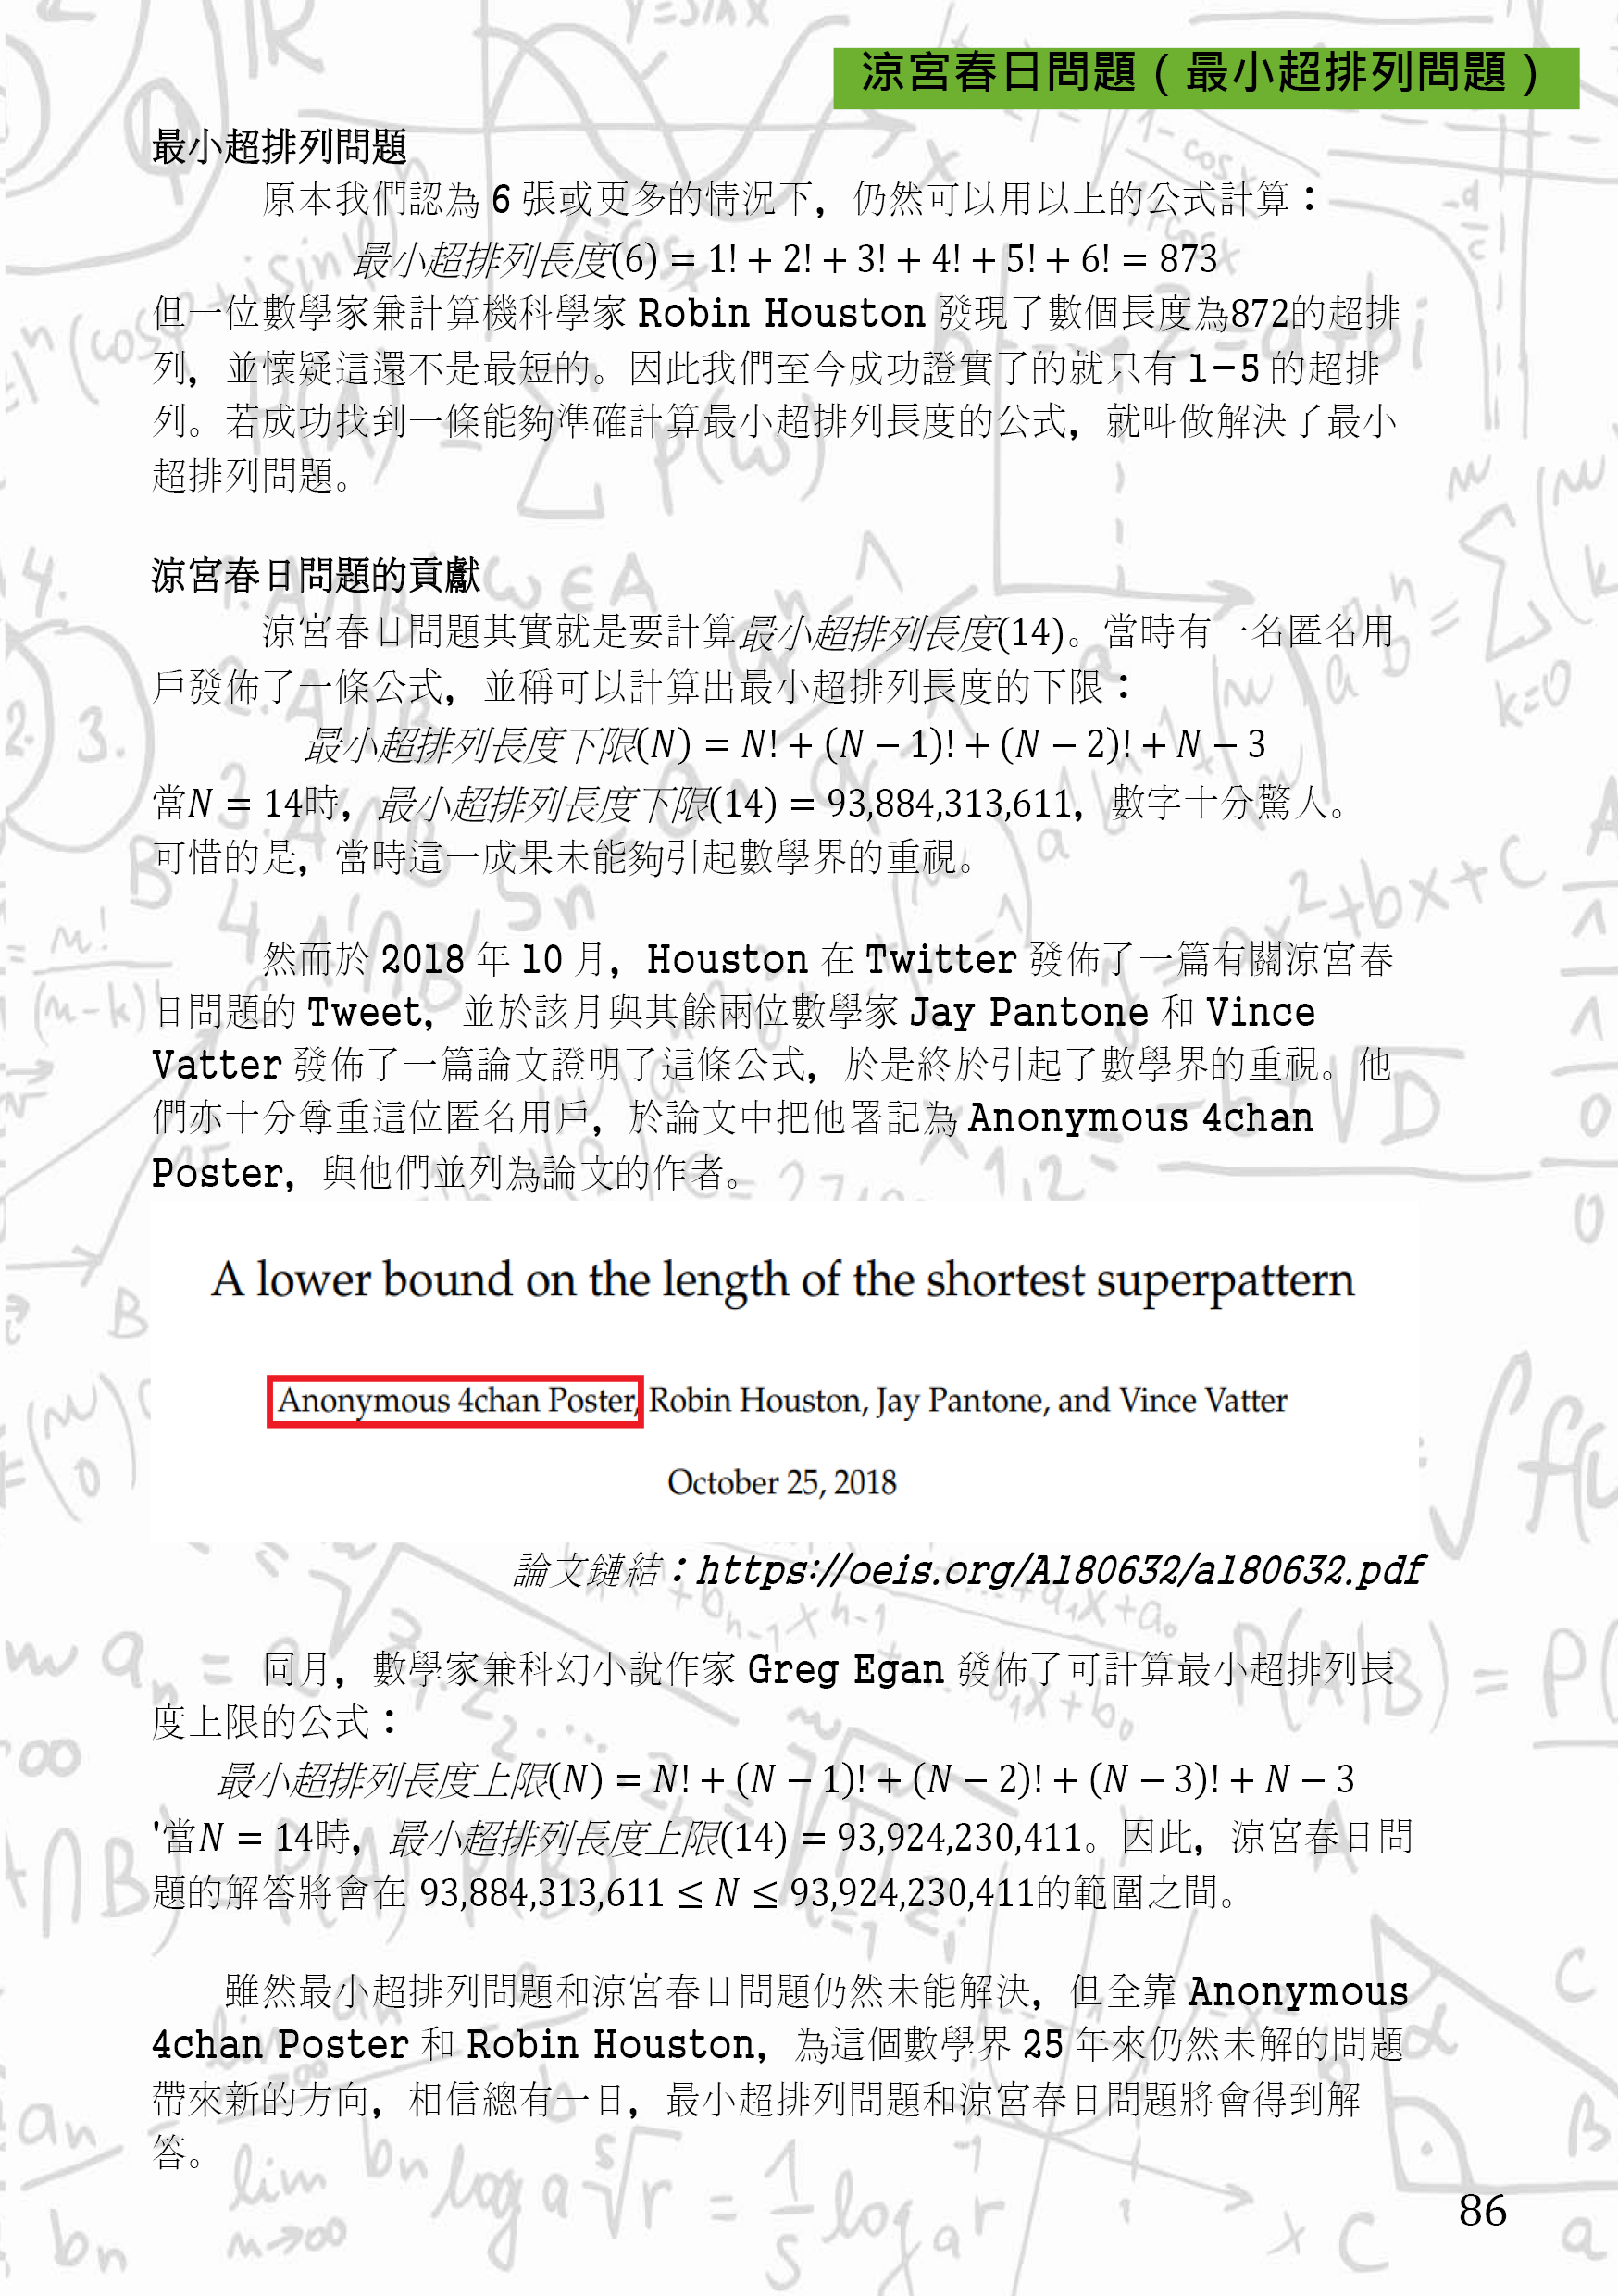 涼宮春日問題（最小超排列問題）
最小超排列問題
原本我們認為 6 張或更多的情況下，仍然可以用以上的公式計算：
最小超排列長度(6) = 1! + 2! + 3! + 4! + 5! + 6! = 873
但一位數學家兼計算機科學家 Robin Houston 發現了數個長度為872的超排
列，並懷疑這還不是最短的。因此我們至今成功證實了的就只有 1-5 的超排
列。若成功找到一條能夠準確計算最小超排列長度的公式，就叫做解決了最小
超排列問題。
涼宮春日問題的貢獻
涼宮春日問題其實就是要計算最小超排列長度(14)。當時有一名匿名用
戶發佈了一條公式，並稱可以計算出最小超排列長度的下限：
最小超排列長度下限(N) = N! + (N − 1)! + (N − 2)! + N − 3
當N = 14時，最小超排列長度下限(14) = 93,884,313,611，數字十分驚人。
可惜的是，當時這一成果未能夠引起數學界的重視。
然而於 2018 年 10 月，Houston 在 Twitter 發佈了一篇有關涼宮春
日問題的 Tweet，並於該月與其餘兩位數學家 Jay Pantone 和 Vince
Vatter 發佈了一篇論文證明了這條公式，於是終於引起了數學界的重視。他
們亦十分尊重這位匿名用戶，於論文中把他署記為 Anonymous 4chan
Poster，與他們並列為論文的作者。
A lower bound on the length of the shortest superpattern
Anonymous 4chan Poster, Robin Houston, Jay Pantone, and Vince Vatter
October 25, 2018
論文鏈結：https://oeis.org/A180632/a180632.pdf
同月，數學家兼科幻小說作家 Greg Egan 發佈了可計算最小超排列長
度上限的公式：
最小超排列長度上限(N) = N! + (N − 1)! + (N − 2)! + (N − 3)! + N − 3
'當N = 14時，最小超排列長度上限(14) = 93,924,230,411。因此，涼宮春日問
題的解答將會在 93,884,313,611 ≤ N ≤ 93,924,230,411的範圍之間。
雖然最小超排列問題和涼宮春日問題仍然未能解決，但全靠 Anonymous
4chan Poster 和 Robin Houston，為這個數學界 25 年來仍然未解的問題
帶來新的方向，相信總有一日，最小超排列問題和涼宮春日問題將會得到解
答。
86